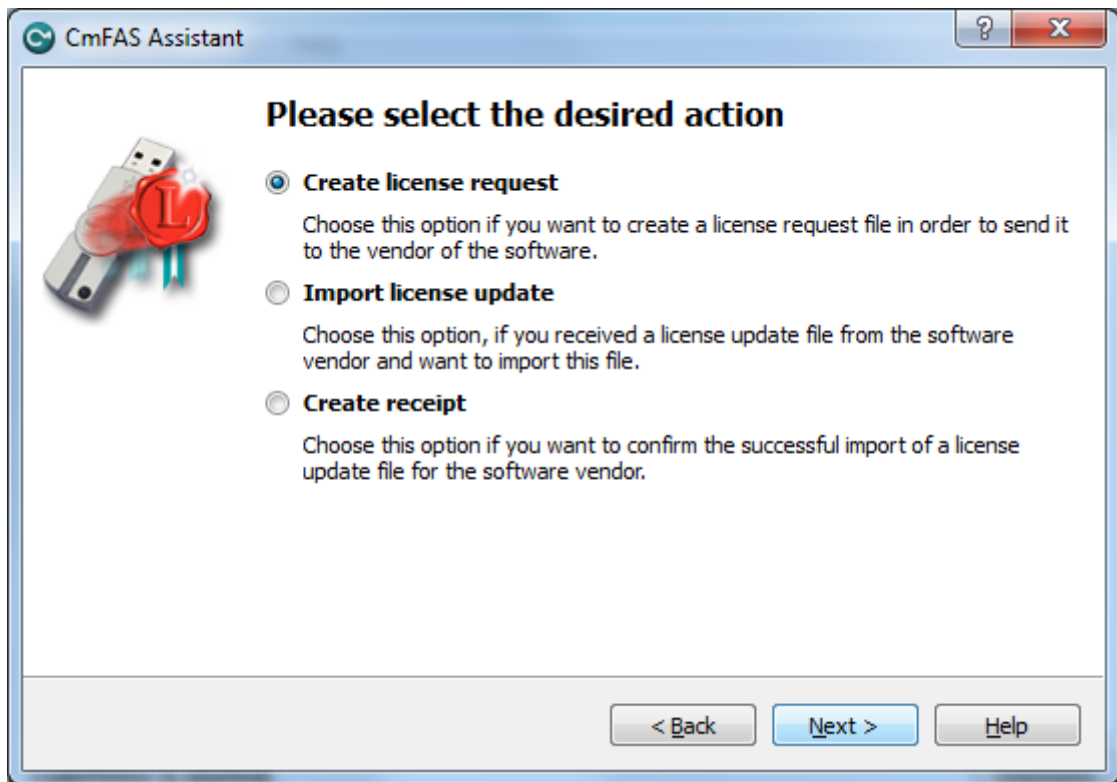 CmFAS Assistant
Please select the desired action
Create license request
Choose this option if you want to create a license request file in order to send it
to the vendor of the software.
Import license update
Choose this option, if you received a license update file from the software
vendor and want to import this file.
Create receipt
Choose this option if you want to confirm the successful import of a license
update file for the software vendor.
< Back Next > Help